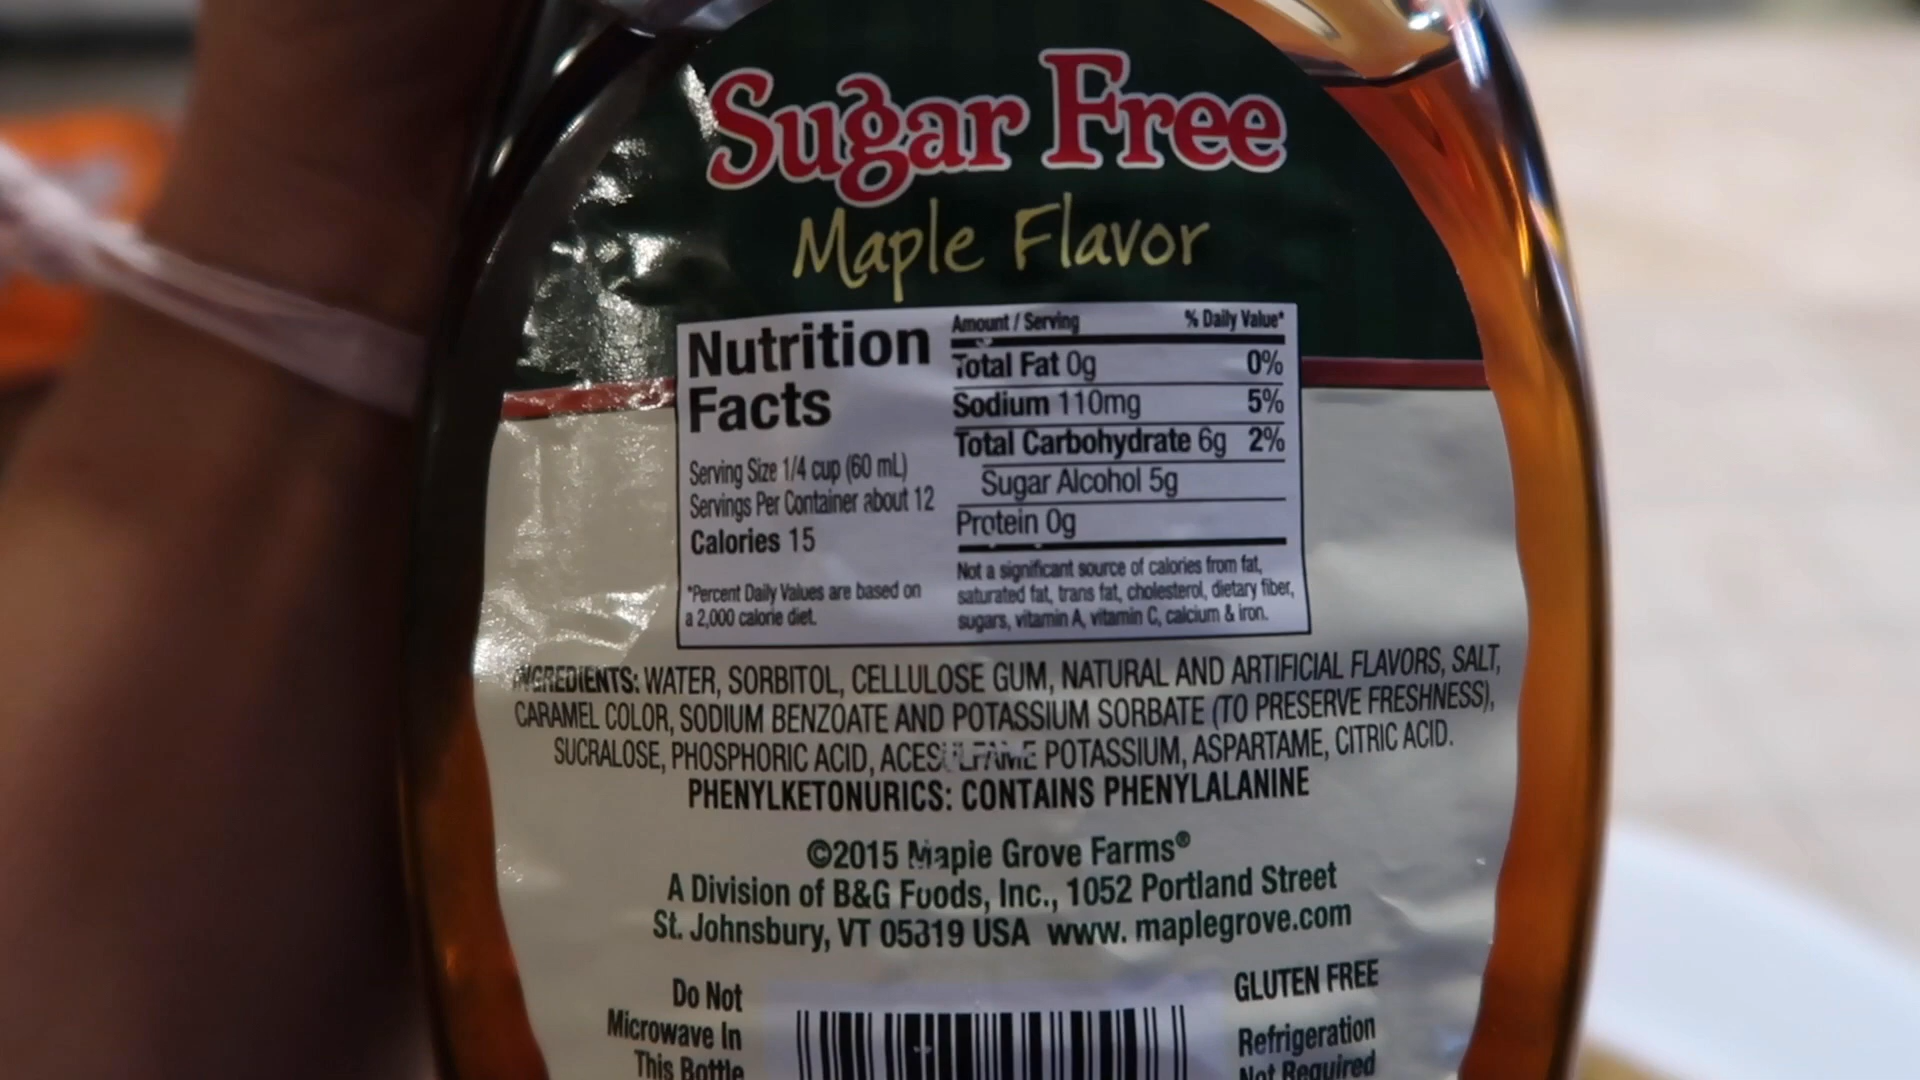 Sugar Free
Maple Flavor
Nutrition
Facts
Serving Size 1/4 cup (60 mL)
Servings Per Container about 12
Calories 15
*Percent Daily Values are based on
a 2,000 calorie diet.
Amount / Serving % Daily Value*
Total Fat 0g 0%
Sodium 110mg 5%
Total Carbohydrate 6g 2%
Sugar Alcohol 5g
Protein 0g
Not a significant source of calories from fat,
saturated fat, trans fat, cholesterol, dietary fiber,
sugars, vitamin A, vitamin C, calcium & iron.
INGREDIENTS: WATER, SORBITOL, CELLULOSE GUM, NATURAL AND ARTIFICIAL FLAVORS, SALT,
CARAMEL COLOR, SODIUM BENZOATE AND POTASSIUM SORBATE (TO PRESERVE FRESHNESS),
SUCRALOSE, PHOSPHORIC ACID, ACESULFAME POTASSIUM, ASPARTAME, CITRIC ACID.
PHENYLKETONURICS: CONTAINS PHENYLALANINE
©2015 Maple Grove Farms®
A Division of B&G Foods, Inc., 1052 Portland Street
St. Johnsbury, VT 05819 USA www. maplegrove.com
Do Not
Microwave In
This Bottle
GLUTEN FREE
Refrigeration
Not Required